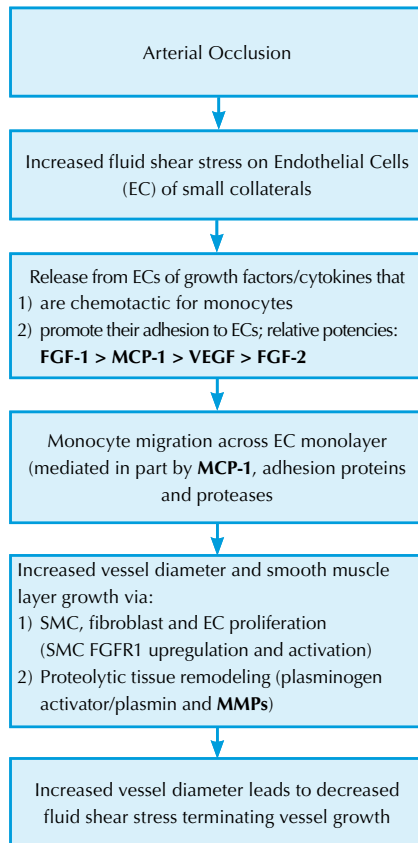 Arterial Occlusion
Increased fluid shear stress on Endothelial Cells
(EC) of small collaterals
Release from ECs of growth factors/cytokines that
1) are chemotactic for monocytes
2) promote their adhesion to ECs; relative potencies:
FGF-1 > MCP-1 > VEGF > FGF-2
Monocyte migration across EC monolayer
(mediated in part by MCP-1, adhesion proteins
and proteases
Increased vessel diameter and smooth muscle
layer growth via:
1) SMC, fibroblast and EC proliferation
(SMC FGFR1 upregulation and activation)
2) Proteolytic tissue remodeling (plasminogen
activator/plasmin and MMPs)
Increased vessel diameter leads to decreased
fluid shear stress terminating vessel growth